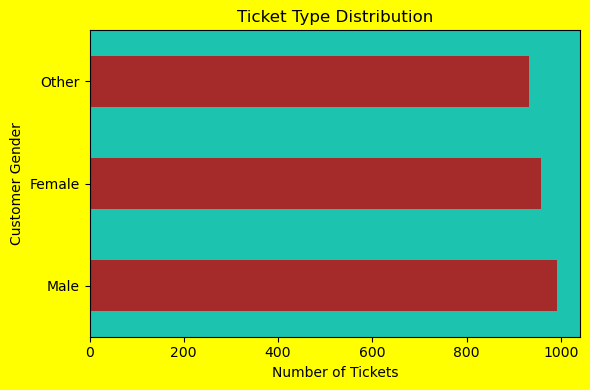 Ticket Type Distribution
Customer Gender
Other
Female
Male
0 200 400 600 800 1000
Number of Tickets